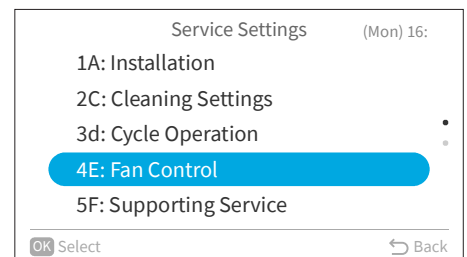 Service Settings (Mon) 16:
1A: Installation
2C: Cleaning Settings
3d: Cycle Operation
4E: Fan Control
5F: Supporting Service
OK Select Back